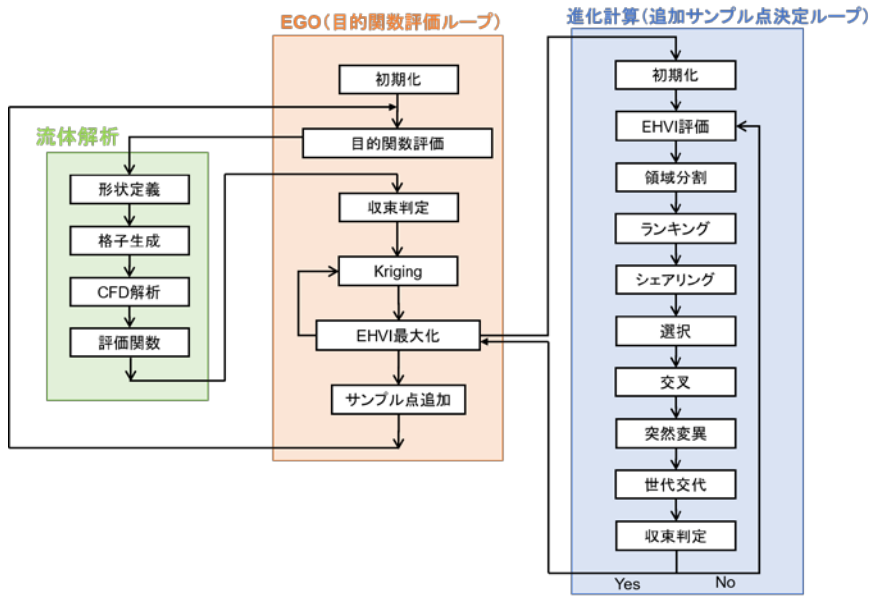 EGO(目的関数評価ループ)
初期化
目的関数評価
収束判定
Kriging
EHVI最大化
サンプル点追加
流体解析
形状定義
格子生成
CFD解析
評価関数
進化計算(追加サンプル点決定ループ)
初期化
EHVI評価
領域分割
ランキング
シェアリング
選択
交叉
突然変異
世代交代
収束判定
Yes
No